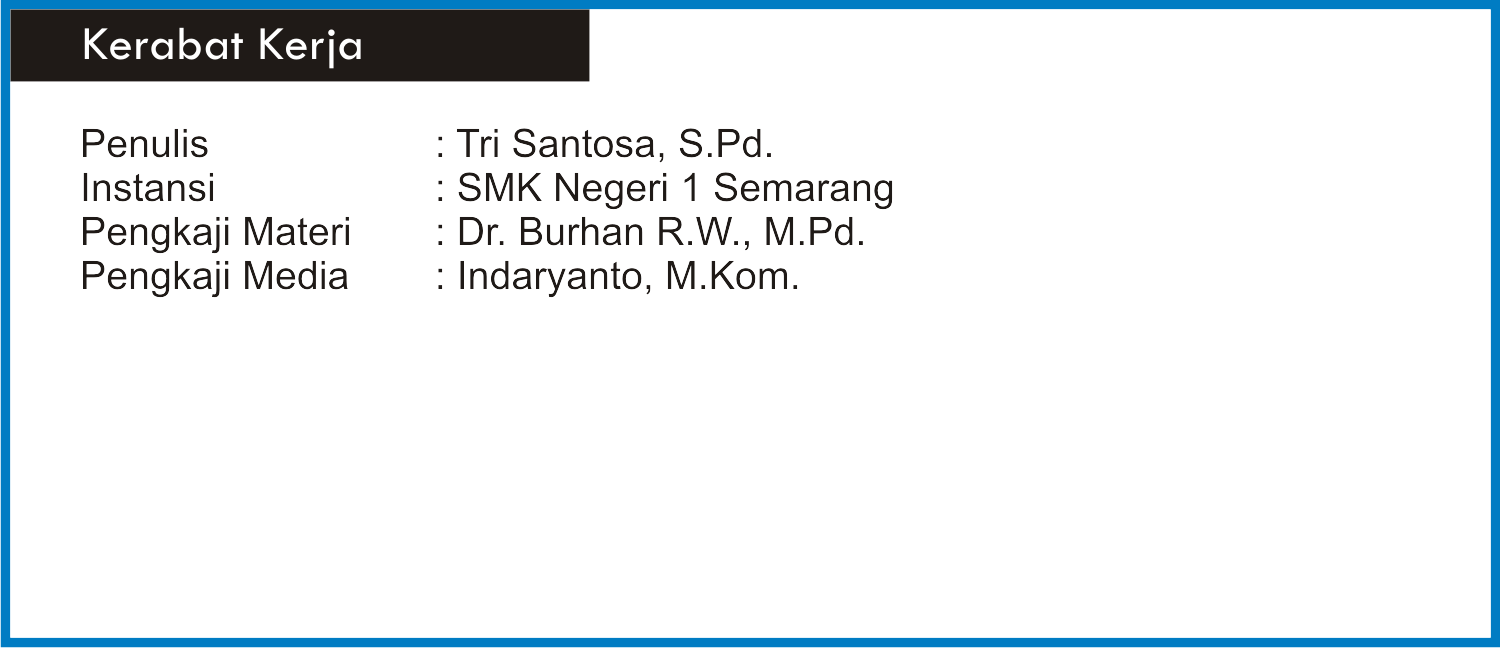 Kerabat Kerja
Penulis : Tri Santosa, S.Pd.
Instansi : SMK Negeri 1 Semarang
Pengkaji Materi : Dr. Burhan R.W., M.Pd.
Pengkaji Media : Indaryanto, M.Kom.